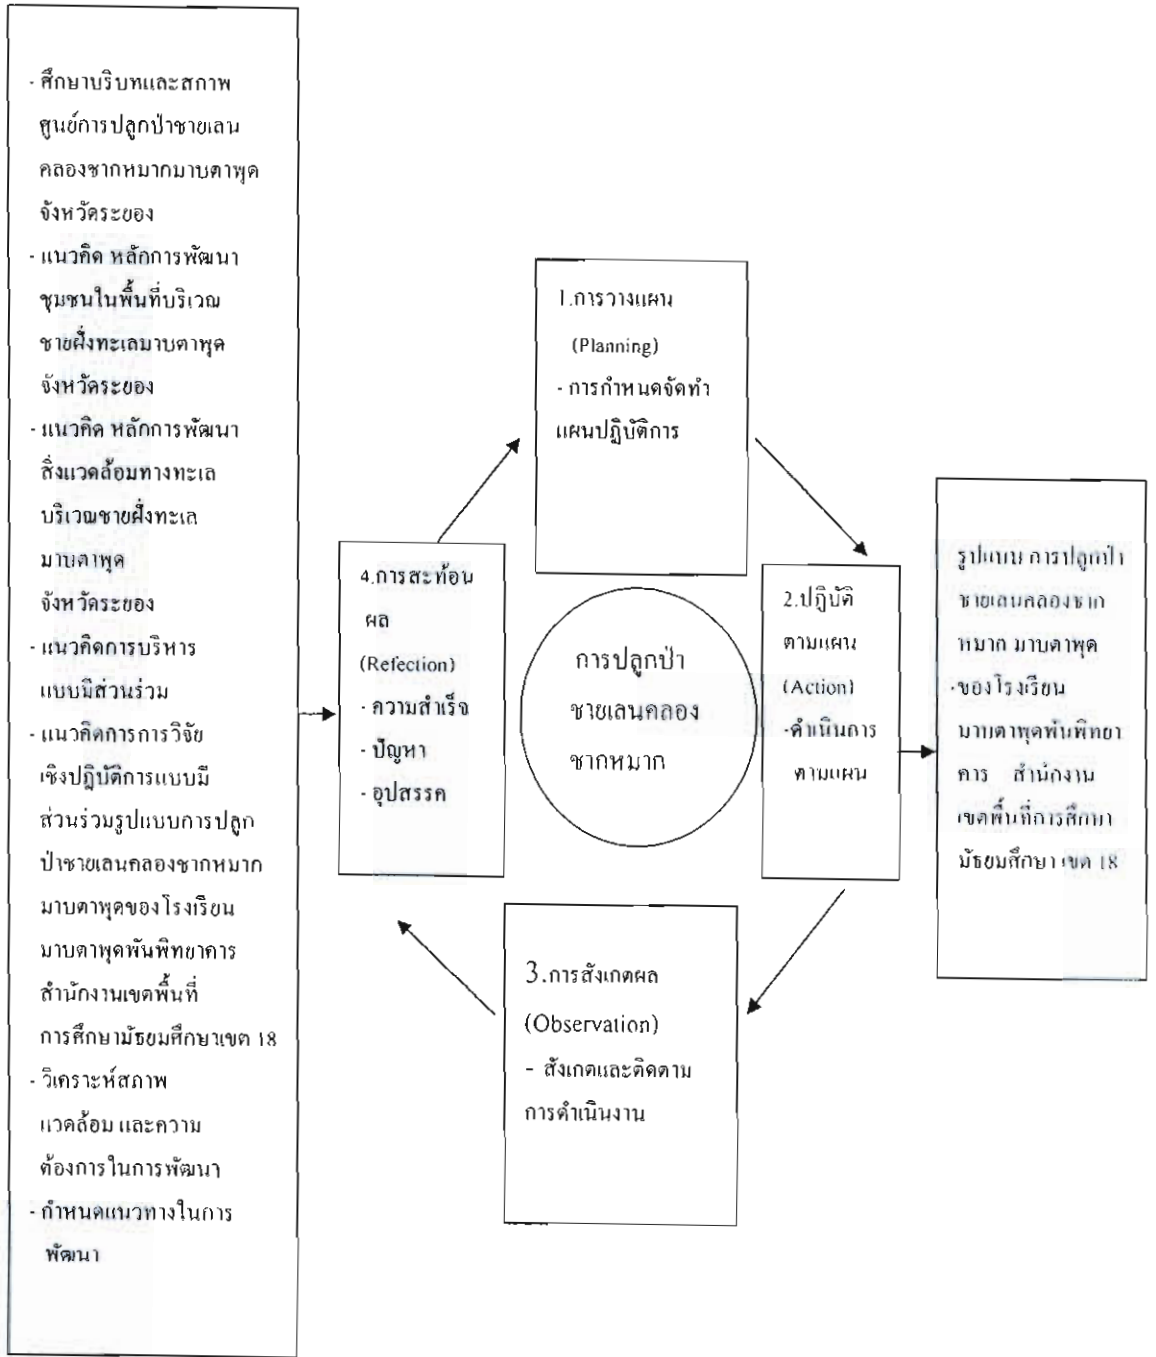 - ศึกษาบริบทและสภาพ
ศูนย์การปลูกป่าชายเลน
คลองชากหมากมาบตาพุด
จังหวัดระยอง
- แนวคิด หลักการพัฒนา
ชุมชนในพื้นที่บริเวณ
ชายฝั่งทะเลมาบตาพุด
จังหวัดระยอง
- แนวคิด หลักการพัฒนา
สิ่งแวดล้อมทางทะเล
บริเวณชายฝั่งทะเล
มาบตาพุด
จังหวัดระยอง
- แนวคิดการบริหาร
แบบมีส่วนร่วม
- แนวคิดการการวิจัย
เชิงปฏิบัติการแบบมี
ส่วนร่วมรูปแบบการปลูก
ป่าชายเลนคลองชากหมาก
มาบตาพุดของโรงเรียน
มาบตาพุดพันพิทยาคาร
สำนักงานเขตพื้นที่
การศึกษามัธยมศึกษาเขต 18
- วิเคราะห์สภาพ
แวดล้อม และความ
ต้องการในการพัฒนา
- กำหนดแนวทางในการ
พัฒนา
1.การวางแผน
(Planning)
- การกำหนดจัดทำ
แผนปฏิบัติการ
2.ปฏิบัติ
ตามแผน
(Action)
-ดำเนินการ
ตามแผน
3.การสังเกตผล
(Observation)
- สังเกตและติดตาม
การดำเนินงาน
4.การสะท้อน
ผล
(Refection)
- ความสำเร็จ
- ปัญหา
- อุปสรรค
การปลูกป่า
ชายเลนคลอง
ชากหมาก
รูปแบบ การปลูกป่า
ชายเลนคลองชาก
หมาก มาบตาพุด
ของโรงเรียน
มาบตาพุดพันพิทยา
คาร สำนักงาน
เขตพื้นที่การศึกษา
มัธยมศึกษา เขต 18